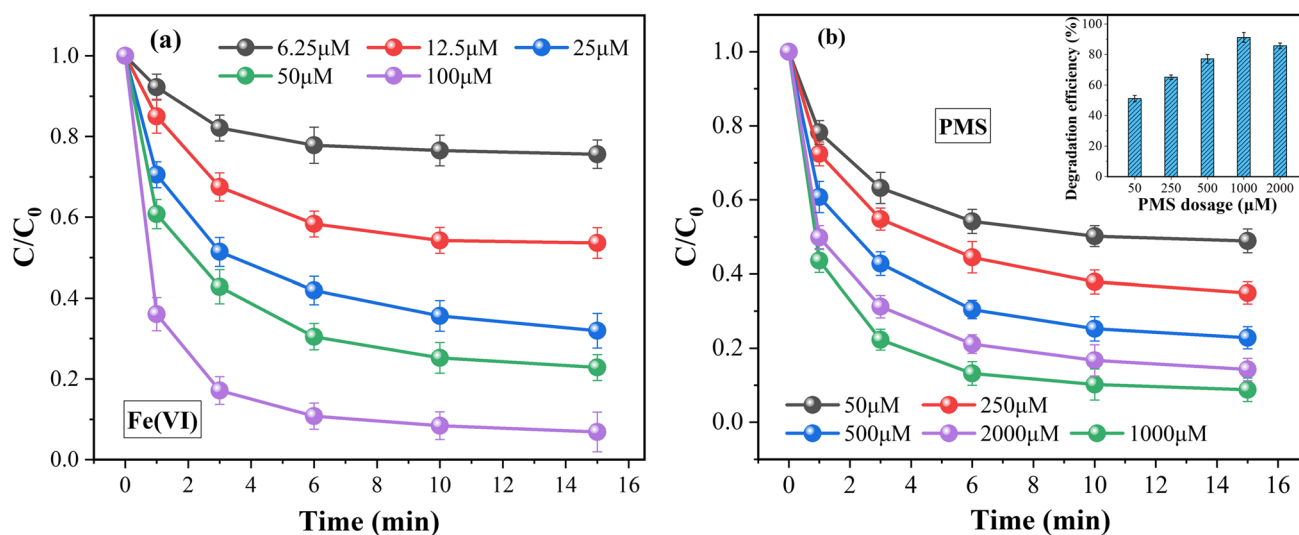 (a)
6.25μM 12.5μM 25μM
50μM 100μM
Fe(VI)
C/C0
1.0
0.8
0.6
0.4
0.2
0.0
0 2 4 6 8 10 12 14 16
Time (min)
(b)
PMS
C/C0
1.0
0.8
0.6
0.4
0.2
0.0
50μM 250μM
500μM 2000μM 1000μM
0 2 4 6 8 10 12 14 16
Time (min)
Degradation efficiency (%)
100
80
60
40
20
0
50 250 500 1000 2000
PMS dosage (μM)